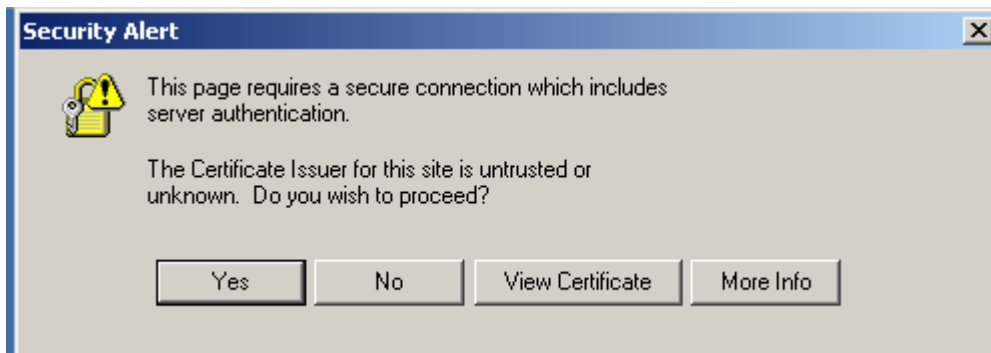 Security Alert
This page requires a secure connection which includes
server authentication.
The Certificate Issuer for this site is untrusted or
unknown.  Do you wish to proceed?
Yes No View Certificate More Info